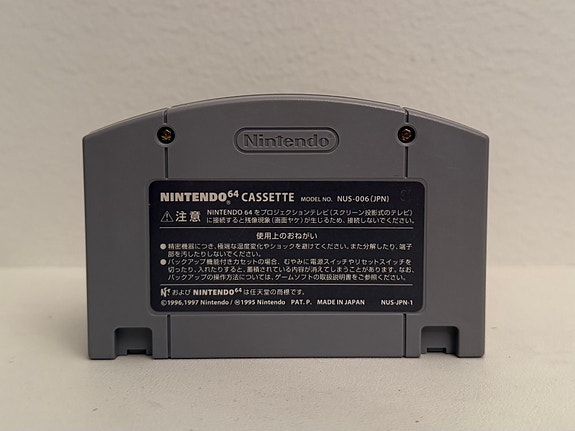 Nintendo
NINTENDO64 CASSETTE MODEL NO. NUS-006(JPN)
⚠注意 NINTENDO 64 をプロジェクションテレビ(スクリーン投影式のテレビ)
に接続すると残像現象(画面ヤケ)が生じるため、接続しないでください。
使用上のおねがい
●精密機器につき、極端な温度変化やショックを避けてください。また分解したり、端子
部を汚したりしないでください。
●バックアップ機能付きカセットの場合、むやみに電源スイッチやリセットスイッチを
切ったり、入れたりすると、蓄積されている内容が消えてしまうことがあります。なお、
バックアップの操作方法については、ゲームソフトの取扱説明書をご参照ください。
および NINTENDO64 は任天堂の商標です。
©1996,1997 Nintendo/Ⓗ1995 Nintendo PAT. P. MADE IN JAPAN NUS-JPN-1